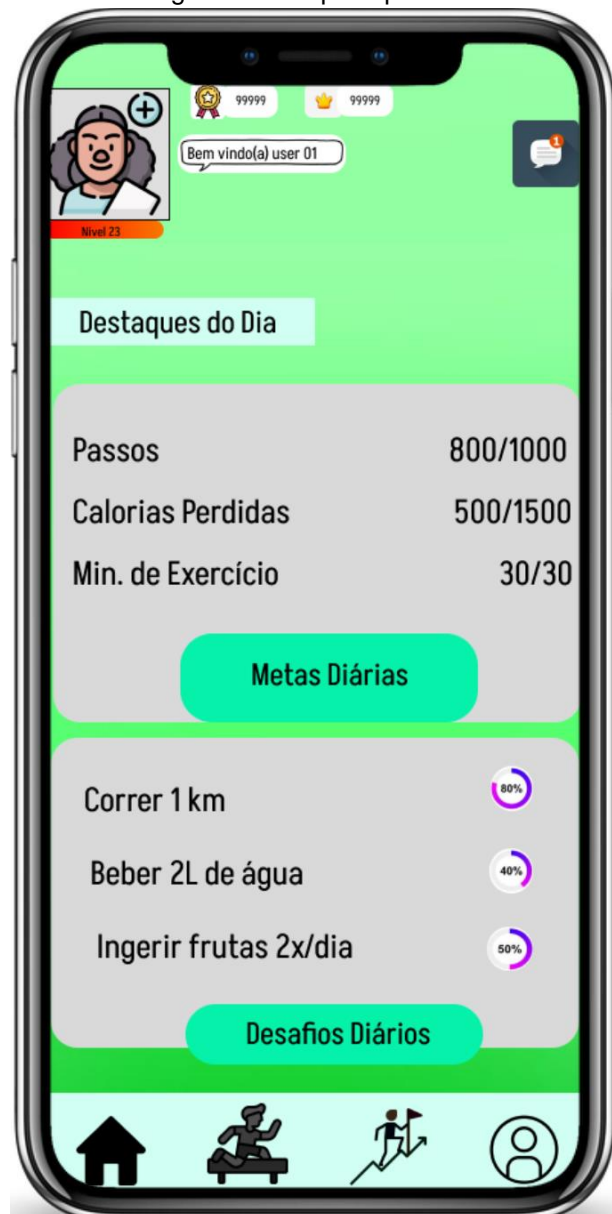 99999 99999
Bem vindo(a) user 01
1
Nivel 23
Destaques do Dia
Passos 800/1000
Calorias Perdidas 500/1500
Min. de Exercício 30/30
Metas Diárias
Correr 1 km 80%
Beber 2L de água 40%
Ingerir frutas 2x/dia 50%
Desafios Diários